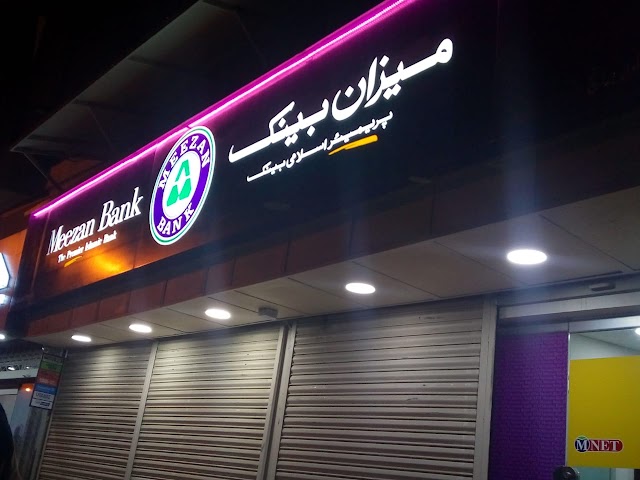 Meezan Bank
The Premier Islamic Bank
MEEZAN
BANK
میزان بینک
پریمیئر اسلامی بینک
MNET